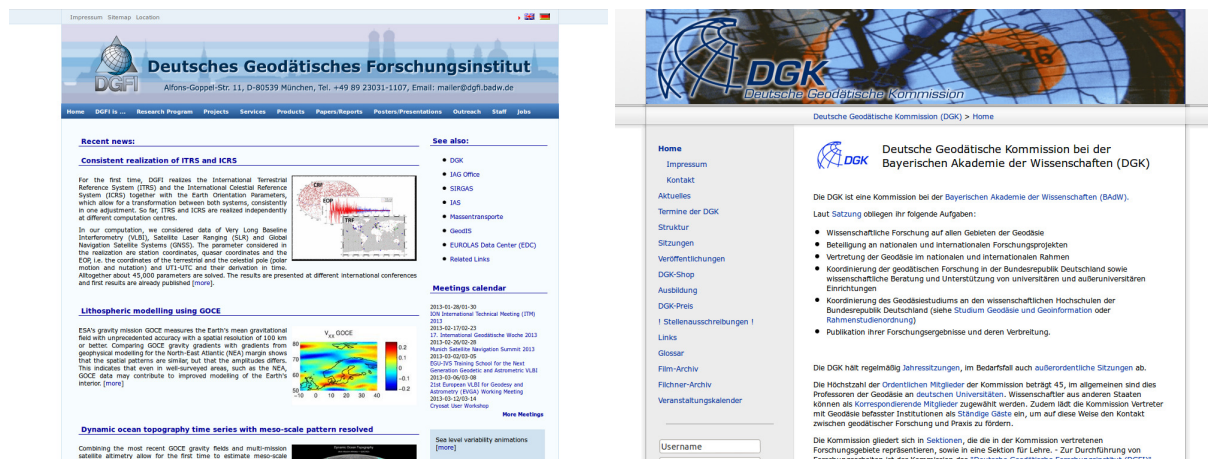 Impressum Sitemap Location
DGFI
Deutsches Geodätisches Forschungsinstitut
Alfons-Goppel-Str. 11, D-80539 München, Tel. +49 89 23031-1107, Email: mailer@dgfi.badw.de
Home DGFI is ... Research Program Projects Services Products Papers/Reports Posters/Presentations Outreach Staff Jobs
Recent news:
Consistent realization of ITRS and ICRS
For the first time, DGFI realizes the International Terrestrial
Reference System (ITRS) and the International Celestial Reference
System (ICRS) together with the Earth Orientation Parameters,
which allow for a transformation between both systems, consistently
in one adjustment. So far, ITRS and ICRS are realized independently
at different computation centres.
CRF
EOP
TRF
In our computation, we considered data of Very Long Baseline
Interferometry (VLBI), Satellite Laser Ranging (SLR) and Global
Navigation Satellite Systems (GNSS). The parameter considered in
the realization are station coordinates, quasar coordinates and the
EOP, i.e. the coordinates of the terrestrial and the celestial pole (polar
motion and nutation) and UT1-UTC and their derivation in time.
Alltogether about 45,000 parameters are solved. The results are presented at different international conferences
and first results are already published [more].
Lithospheric modelling using GOCE
ESA's gravity mission GOCE measures the Earth's mean gravitational
field with unprecedented accuracy with a spatial resolution of 100 km
or better. Comparing GOCE gravity gradients with gradients from
geophysical modelling for the North-East Atlantic (NEA) margin shows
that the spatial patterns are similar, but that the amplitudes differs.
This indicates that even in well-surveyed areas, such as the NEA,
GOCE data may contribute to improved modelling of the Earth's
interior. [more]
GOCE
80
70
60
50
-10 0 10 20 30 40
0.2
0.1
0
-0.1
-0.2
Dynamic ocean topography time series with meso-scale pattern resolved
Combining the most recent GOCE gravity fields and multi-mission
satellite altimetry allow for the first time to estimate meso-scale
See also:
DGK
IAG Office
SIRGAS
IAS
Massentransporte
GeodIS
EUROLAS Data Center (EDC)
Related Links
Meetings calendar
2013-01-28/01-30
ION International Technical Meeting (ITM)
2013
2013-02-17/02-23
17. International Geodätische Woche 2013
2013-02-26/02-28
Munich Satellite Navigation Summit 2013
2013-03-02/03-05
EGU-IVS Training School for the Next
Generation Geodetic and Astrometric VLBI
2013-03-06/03-08
21st European VLBI for Geodesy and
Astrometry (EVGA) Working Meeting
2013-03-12/03-14
Cryosat User Workshop
More Meetings
Sea level variability animations
[more]
DGK
Deutsche Geodätische Kommission
36
Deutsche Geodätische Kommission (DGK) > Home
Home
Impressum
Kontakt
Aktuelles
Termine der DGK
Struktur
Sitzungen
Veröffentlichungen
DGK-Shop
Ausbildung
DGK-Preis
! Stellenausschreibungen !
Links
Glossar
Film-Archiv
Filchner-Archiv
Veranstaltungskalender
Username
DGK
Deutsche Geodätische Kommission bei der
Bayerischen Akademie der Wissenschaften (DGK)
Die DGK ist eine Kommission bei der Bayerischen Akademie der Wissenschaften (BAdW).
Laut Satzung obliegen ihr folgende Aufgaben:
Wissenschaftliche Forschung auf allen Gebieten der Geodäsie
Beteiligung an nationalen und internationalen Forschungsprojekten
Vertretung der Geodäsie im nationalen und internationalen Rahmen
Koordinierung der geodätischen Forschung in der Bundesrepublik Deutschland sowie
wissenschaftliche Beratung und Unterstützung von universitären und außeruniversitären
Einrichtungen
Koordinierung des Geodäsiestudiums an den wissenschaftlichen Hochschulen der
Bundesrepublik Deutschland (siehe Studium Geodäsie und Geoinformation oder
Rahmenstudienordnung)
Publikation ihrer Forschungsergebnisse und deren Verbreitung.
Die DGK hält regelmäßig Jahressitzungen, im Bedarfsfall auch außerordentliche Sitzungen ab.
Die Höchstzahl der Ordentlichen Mitglieder der Kommission beträgt 45, im allgemeinen sind dies
Professoren der Geodäsie an deutschen Universitäten. Wissenschaftler aus anderen Staaten
können als Korrespondierende Mitglieder zugewählt werden. Zudem lädt die Kommission Vertreter
mit Geodäsie befasster Institutionen als Ständige Gäste ein, um auf diese Weise den Kontakt
zwischen geodätischer Forschung und Praxis zu fördern.
Die Kommission gliedert sich in Sektionen, die die in der Kommission vertretenen
Forschungsgebiete repräsentieren, sowie in eine Sektion für Lehre. - Zur Durchführung von